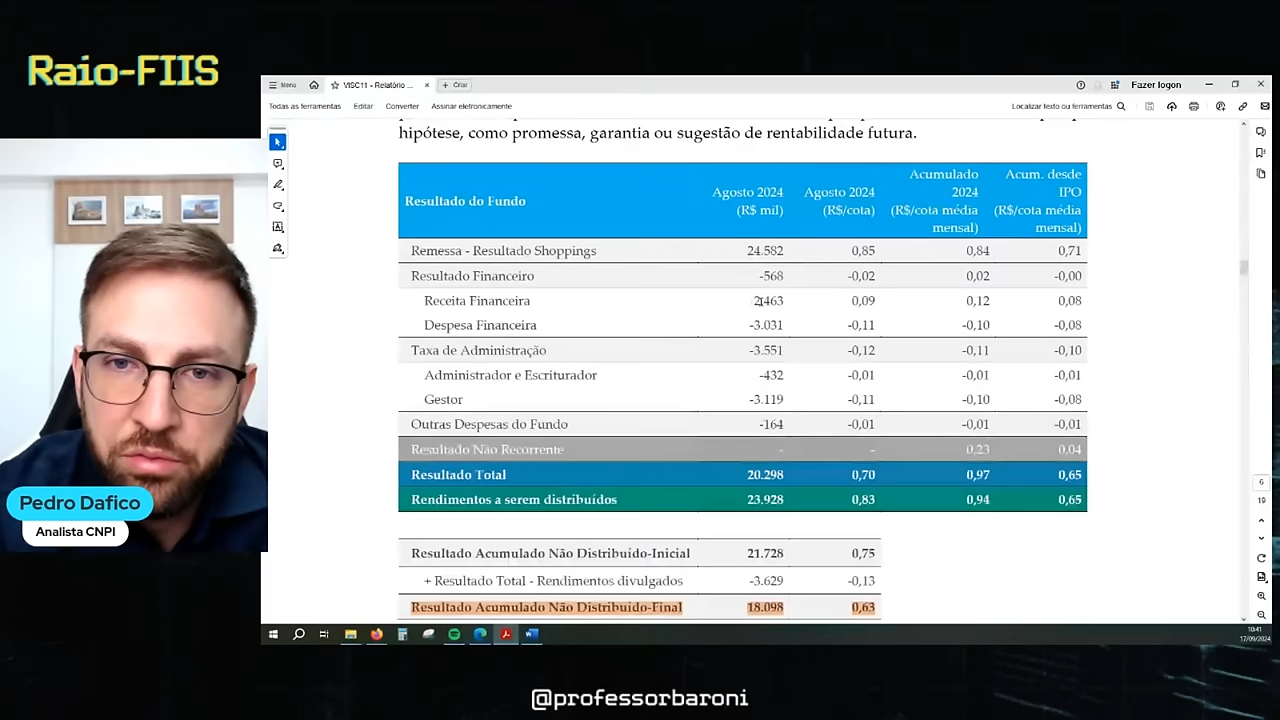 Raio-FIIS
Menu
VISC11 - Relatório ...
Criar
Fazer logon
Todas as ferramentas
Editar
Converter
Assinar eletronicamente
Localizar texto ou ferramentas
hipótese, como promessa, garantia ou sugestão de rentabilidade futura.
Resultado do Fundo Agosto 2024 (R$ mil) Agosto 2024 (R$/cota) Acumulado 2024 (R$/cota média mensal) Acum. desde IPO (R$/cota média mensal)
Remessa - Resultado Shoppings 24.582 0,85 0,84 0,71
Resultado Financeiro -568 -0,02 0,02 -0,00
Receita Financeira 2.463 0,09 0,12 0,08
Despesa Financeira -3.031 -0,11 -0,10 -0,08
Taxa de Administração -3.551 -0,12 -0,11 -0,10
Administrador e Escriturador -432 -0,01 -0,01 -0,01
Gestor -3.119 -0,11 -0,10 -0,08
Outras Despesas do Fundo -164 -0,01 -0,01 -0,01
Resultado Não Recorrente - - 0,23 0,04
Resultado Total 20.298 0,70 0,97 0,65
Rendimentos a serem distribuídos 23.928 0,83 0,94 0,65
Resultado Acumulado Não Distribuído-Inicial 21.728 0,75
+ Resultado Total - Rendimentos divulgados -3.629 -0,13
Resultado Acumulado Não Distribuído-Final 18.098 0,63
6
19
Pedro Dafico
Analista CNPI
10:41
17/09/2024
@professorbaroni